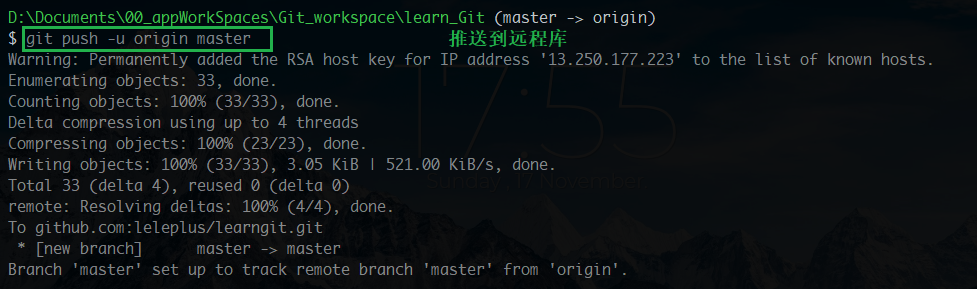 D:\Documents\00_appWorkSpaces\Git_workspace\learn_Git (master -> origin)
$ git push -u origin master 推送到远程库
Warning: Permanently added the RSA host key for IP address '13.250.177.223' to the list of known hosts.
Enumerating objects: 33, done.
Counting objects: 100% (33/33), done.
Delta compression using up to 4 threads
Compressing objects: 100% (23/23), done.
Writing objects: 100% (33/33), 3.05 KiB | 521.00 KiB/s, done.
Total 33 (delta 4), reused 0 (delta 0)
remote: Resolving deltas: 100% (4/4), done.
To github.com:leleplus/learngit.git
* [new branch] master -> master
Branch 'master' set up to track remote branch 'master' from 'origin'.
17:55